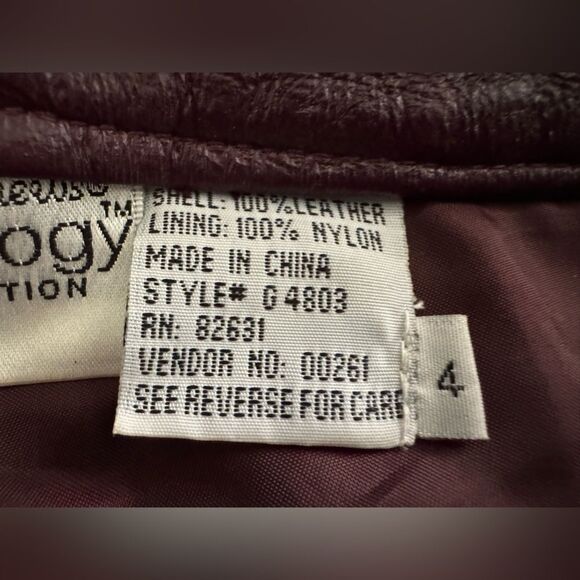 ogy™
TION
SHELL: 100% LEATHER
LINING: 100% NYLON
MADE IN CHINA
STYLE# G 4803
RN: 82631
VENDOR NO: 00261
SEE REVERSE FOR CARE
4